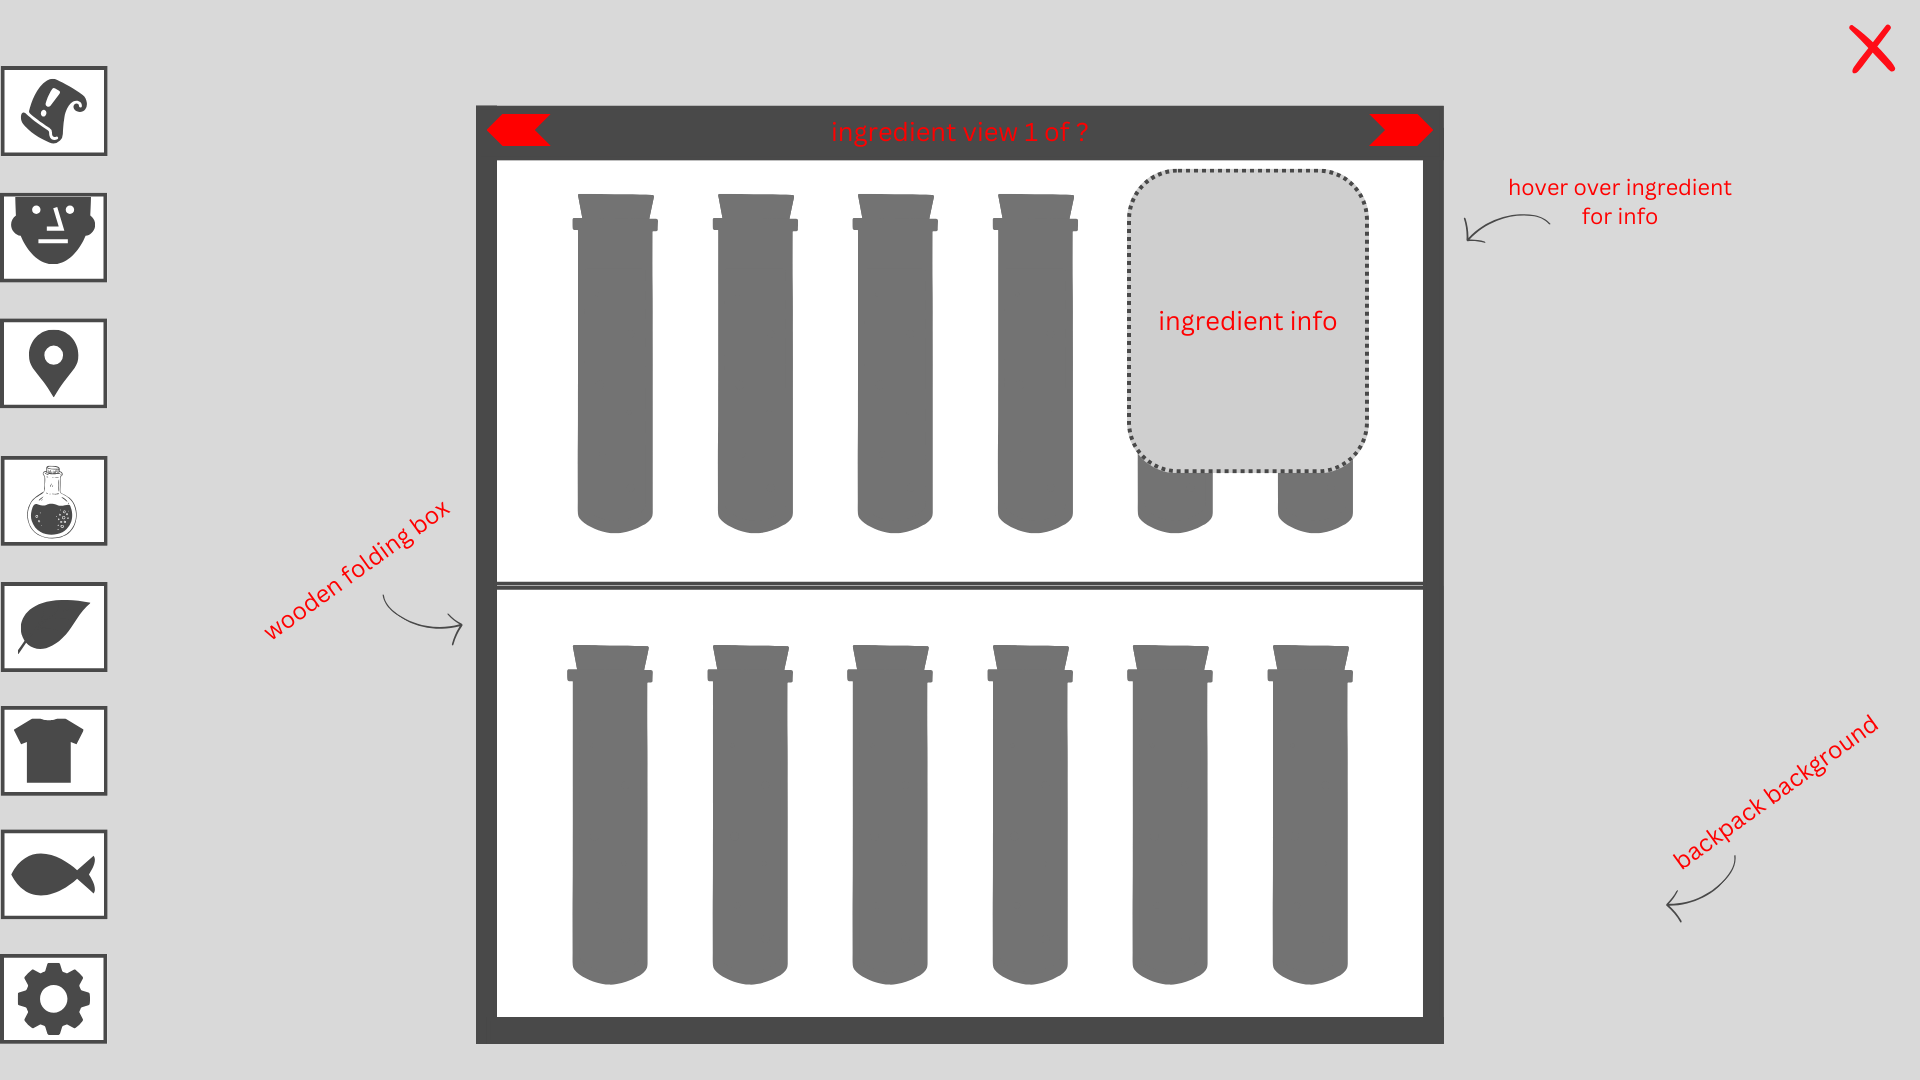 ingredient view 1 of ?
hover over ingredient
for info
ingredient info
wooden folding box
backpack background